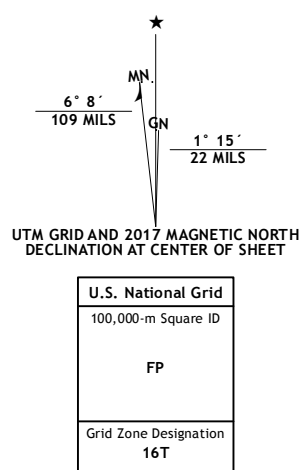 MN.
GN
6° 8´
109 MILS
1° 15´
22 MILS
UTM GRID AND 2017 MAGNETIC NORTH
DECLINATION AT CENTER OF SHEET
U.S. National Grid
100,000-m Square ID
FP
Grid Zone Designation
16T